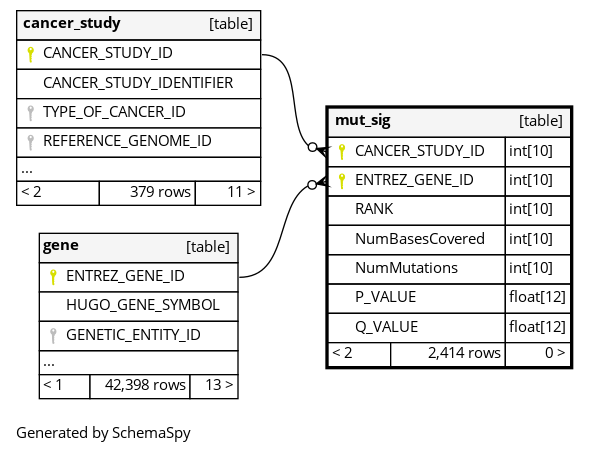 cancer_study [table]
CANCER_STUDY_ID
CANCER_STUDY_IDENTIFIER
TYPE_OF_CANCER_ID
REFERENCE_GENOME_ID
...
< 2 379 rows 11 >
mut_sig [table]
CANCER_STUDY_ID int[10]
ENTREZ_GENE_ID int[10]
RANK int[10]
NumBasesCovered int[10]
NumMutations int[10]
P_VALUE float[12]
Q_VALUE float[12]
< 2 2,414 rows 0 >
gene [table]
ENTREZ_GENE_ID
HUGO_GENE_SYMBOL
GENETIC_ENTITY_ID
...
< 1 42,398 rows 13 >
Generated by SchemaSpy